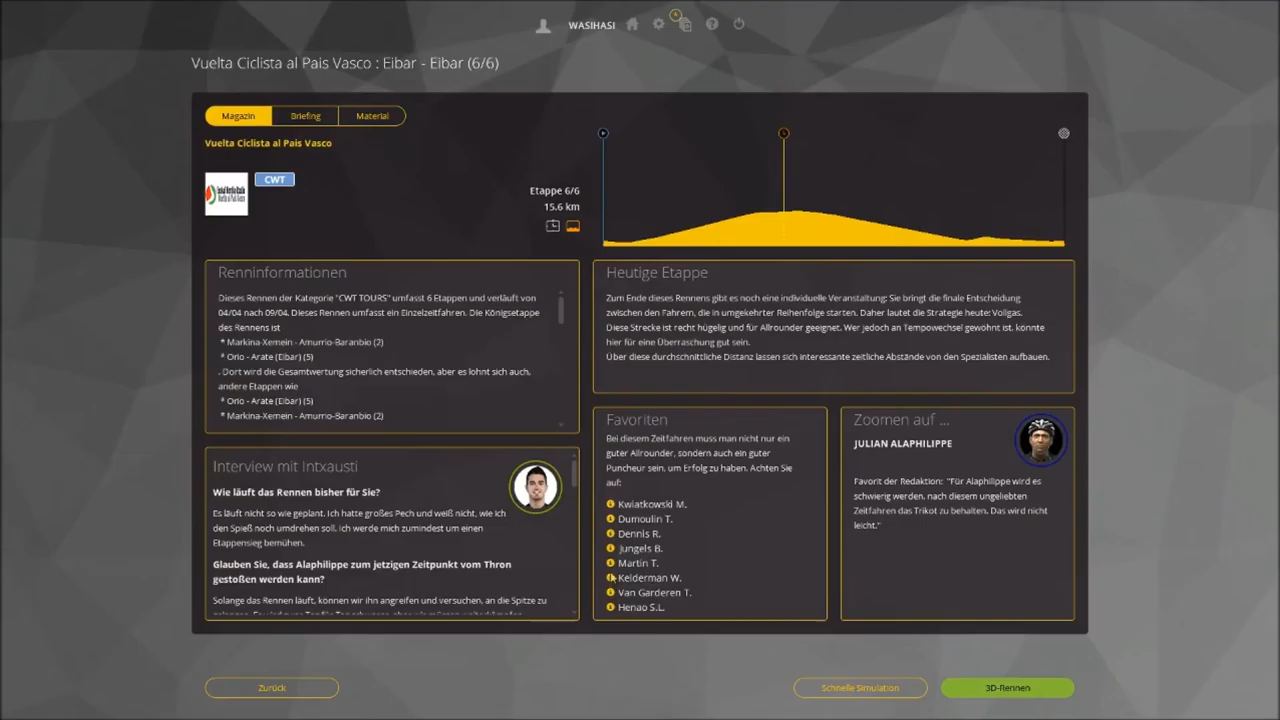 WASIHASI
Vuelta Ciclista al Pais Vasco : Eibar - Eibar (6/6)
Magazin
Briefing
Material
Vuelta Ciclista al Pais Vasco
CWT
Etappe 6/6
15.6 km
Renninformationen
Dieses Rennen der Kategorie "CWT TOURS" umfasst 6 Etappen und verläuft von
04/04 nach 09/04. Dieses Rennen umfasst ein Einzelzeitfahren. Die Königsetappe
des Rennens ist
* Markina-Xemein - Amurrio-Baranbio (2)
* Orio - Arate (Eibar) (5)
. Dort wird die Gesamtwertung sicherlich entschieden, aber es lohnt sich auch,
andere Etappen wie
* Orio - Arate (Eibar) (5)
* Markina-Xemein - Amurrio-Baranbio (2)
Heutige Etappe
Zum Ende dieses Rennens gibt es noch eine individuelle Veranstaltung: Sie bringt die finale Entscheidung
zwischen den Fahrern, die in umgekehrter Reihenfolge starten. Daher lautet die Strategie heute: Vollgas.
Diese Strecke ist recht hügelig und für Allrounder geeignet. Wer jedoch an Tempowechsel gewöhnt ist, könnte
hier für eine Überraschung gut sein.
Über diese durchschnittliche Distanz lassen sich interessante zeitliche Abstände von den Spezialisten aufbauen.
Interview mit Intxausti
Wie läuft das Rennen bisher für Sie?
Es läuft nicht so wie geplant. Ich hatte großes Pech und weiß nicht, wie ich
den Spieß noch umdrehen soll. Ich werde mich zumindest um einen
Etappensieg bemühen.
Glauben Sie, dass Alaphilippe zum jetzigen Zeitpunkt vom Thron
gestoßen werden kann?
Solange das Rennen läuft, können wir ihn angreifen und versuchen, an die Spitze zu
Favoriten
Bei diesem Zeitfahren muss man nicht nur ein
guter Allrounder, sondern auch ein guter
Puncheur sein, um Erfolg zu haben. Achten Sie
auf:
Kwiatkowski M.
Dumoulin T.
Dennis R.
Jungels B.
Martin T.
Kelderman W.
Van Garderen T.
Henao S.L.
Zoomen auf ...
JULIAN ALAPHILIPPE
Favorit der Redaktion: "Für Alaphilippe wird es
schwierig werden, nach diesem ungeliebten
Zeitfahren das Trikot zu behalten. Das wird nicht
leicht."
Zurück
Schnelle Simulation
3D-Rennen